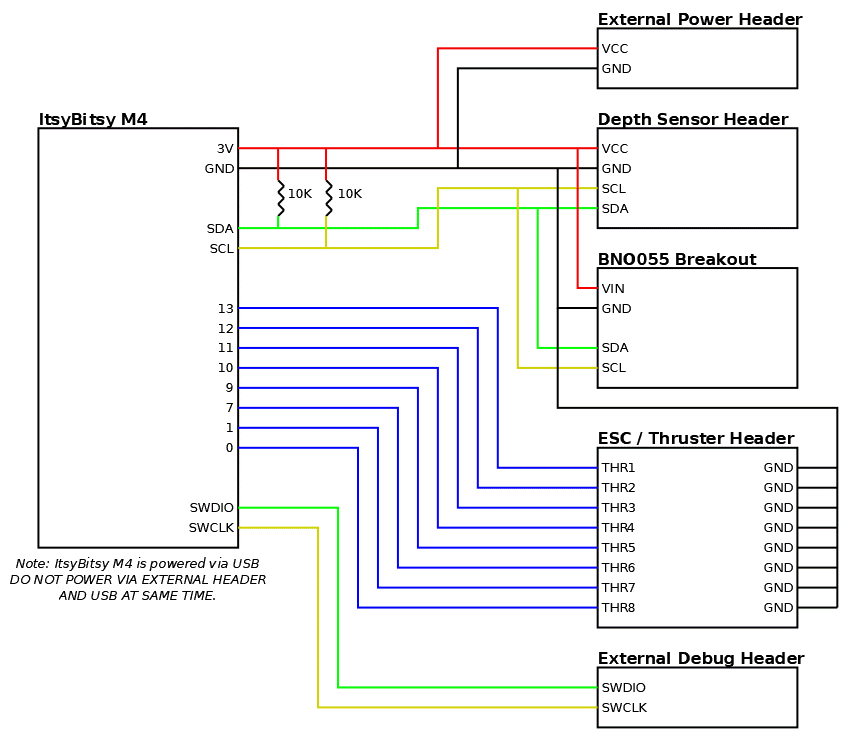 External Power Header
VCC
GND
ItsyBitsy M4
3V
GND
SDA
SCL
10K
10K
13
12
11
10
9
7
1
0
SWDIO
SWCLK
Note: ItsyBitsy M4 is powered via USB
DO NOT POWER VIA EXTERNAL HEADER
AND USB AT SAME TIME.
Depth Sensor Header
VCC
GND
SCL
SDA
BNO055 Breakout
VIN
GND
SDA
SCL
ESC / Thruster Header
THR1 GND
THR2 GND
THR3 GND
THR4 GND
THR5 GND
THR6 GND
THR7 GND
THR8 GND
External Debug Header
SWDIO
SWCLK